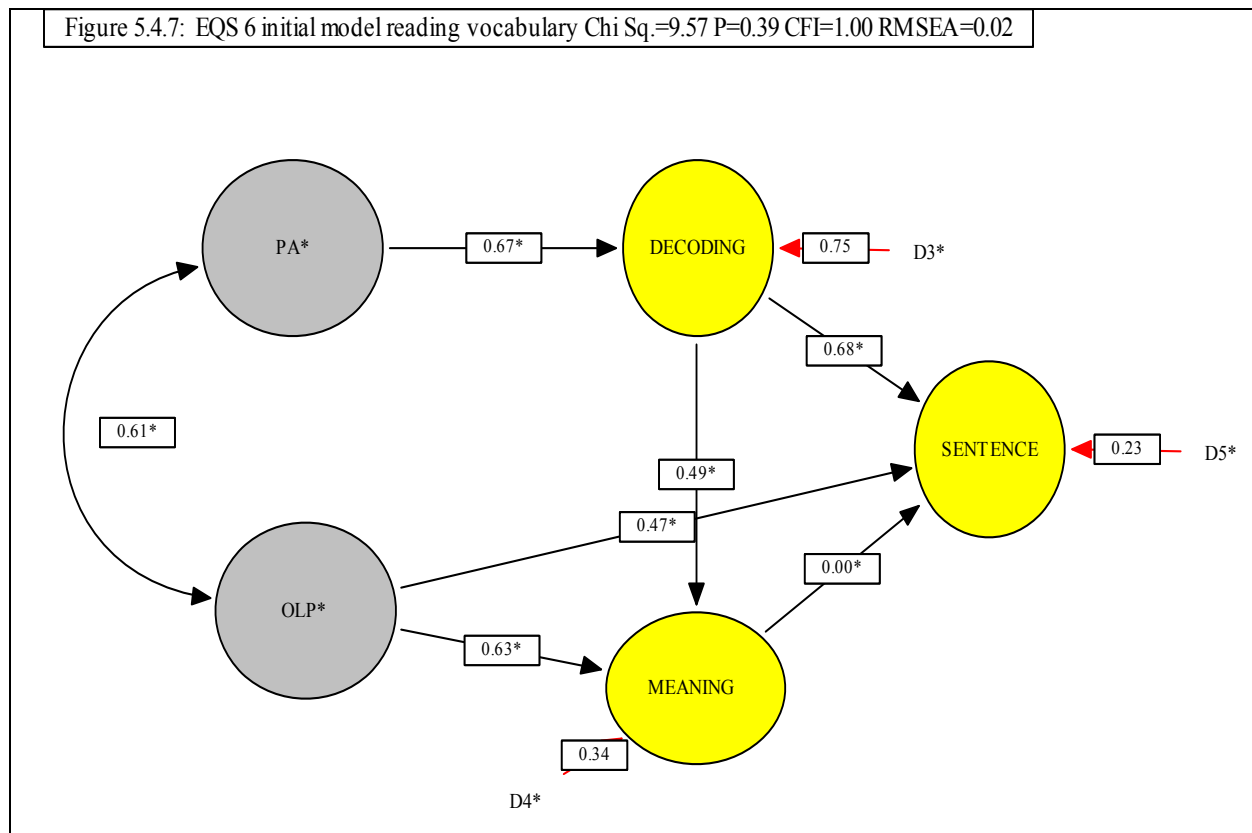 Figure 5.4.7: EQS 6 initial model reading vocabulary Chi Sq.=9.57 P=0.39 CFI=1.00 RMSEA=0.02
PA*
0.67*
DECODING
0.75
D3*
0.68*
0.61*
SENTENCE
0.23
D5*
0.49*
0.47*
0.00*
OLP*
0.63*
MEANING
0.34
D4*